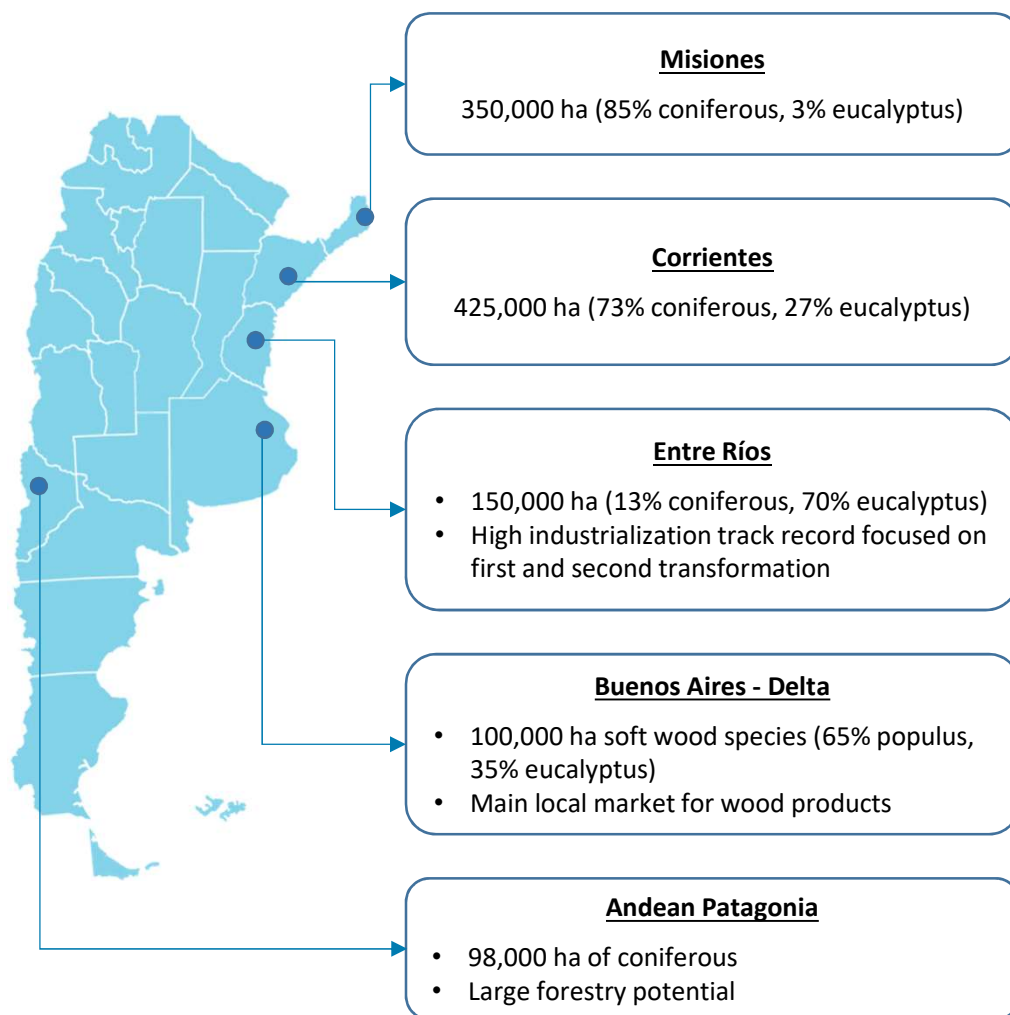 Misiones
350,000 ha (85% coniferous, 3% eucalyptus)
Corrientes
425,000 ha (73% coniferous, 27% eucalyptus)
Entre Ríos
• 150,000 ha (13% coniferous, 70% eucalyptus)
• High industrialization track record focused on
first and second transformation
Buenos Aires - Delta
• 100,000 ha soft wood species (65% populus,
35% eucalyptus)
• Main local market for wood products
Andean Patagonia
• 98,000 ha of coniferous
• Large forestry potential